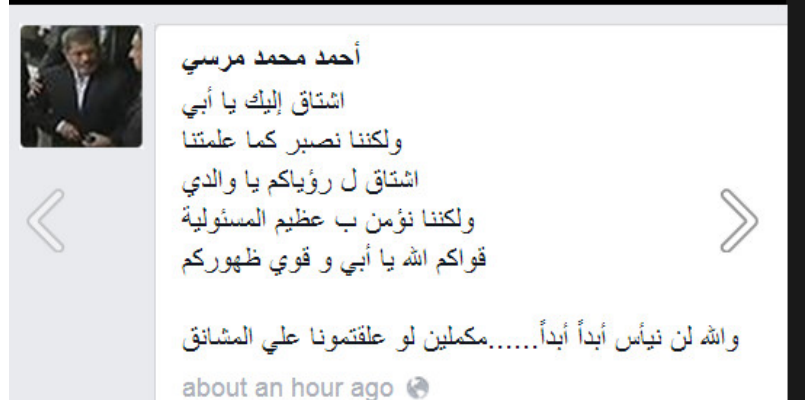 أحمد محمد مرسي
اشتاق إليك يا أبي
ولكننا نصبر كما علمتنا
اشتاق ل رؤياكم يا والدي
ولكننا نؤمن ب عظيم المسئولية
قواكم الله يا أبي و قوي ظهوركم
والله لن نيأس أبداً أبداً......مكملين لو علقتمونا علي المشانق
about an hour ago